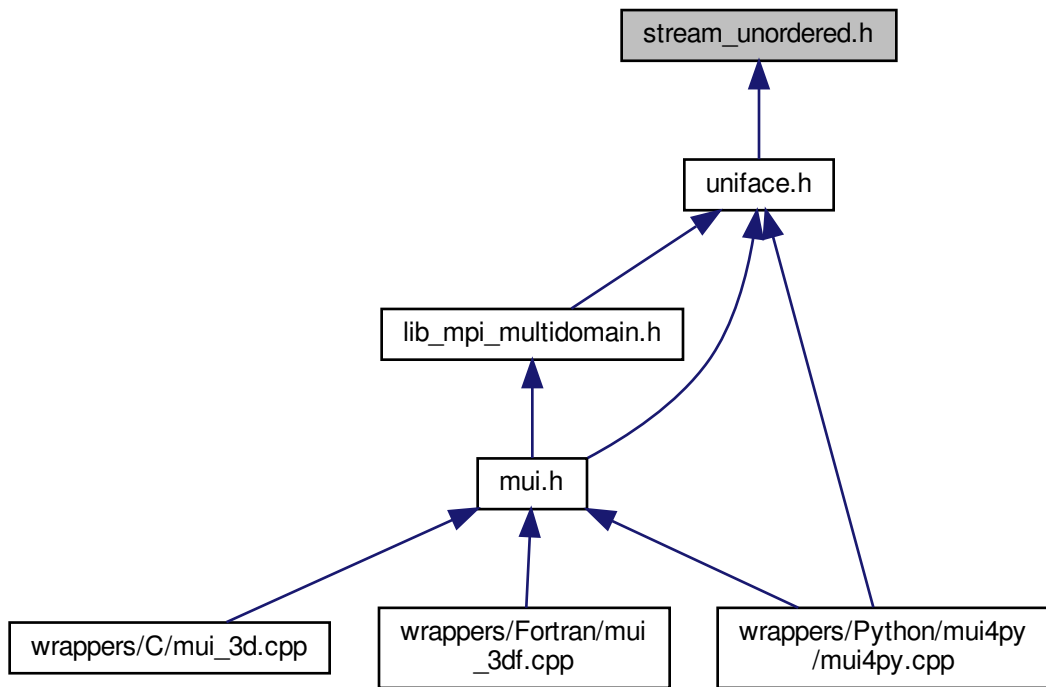 stream_unordered.h
uniface.h
lib_mpi_multidomain.h
mui.h
wrappers/C/mui_3d.cpp
wrappers/Fortran/mui
_3df.cpp
wrappers/Python/mui4py
/mui4py.cpp